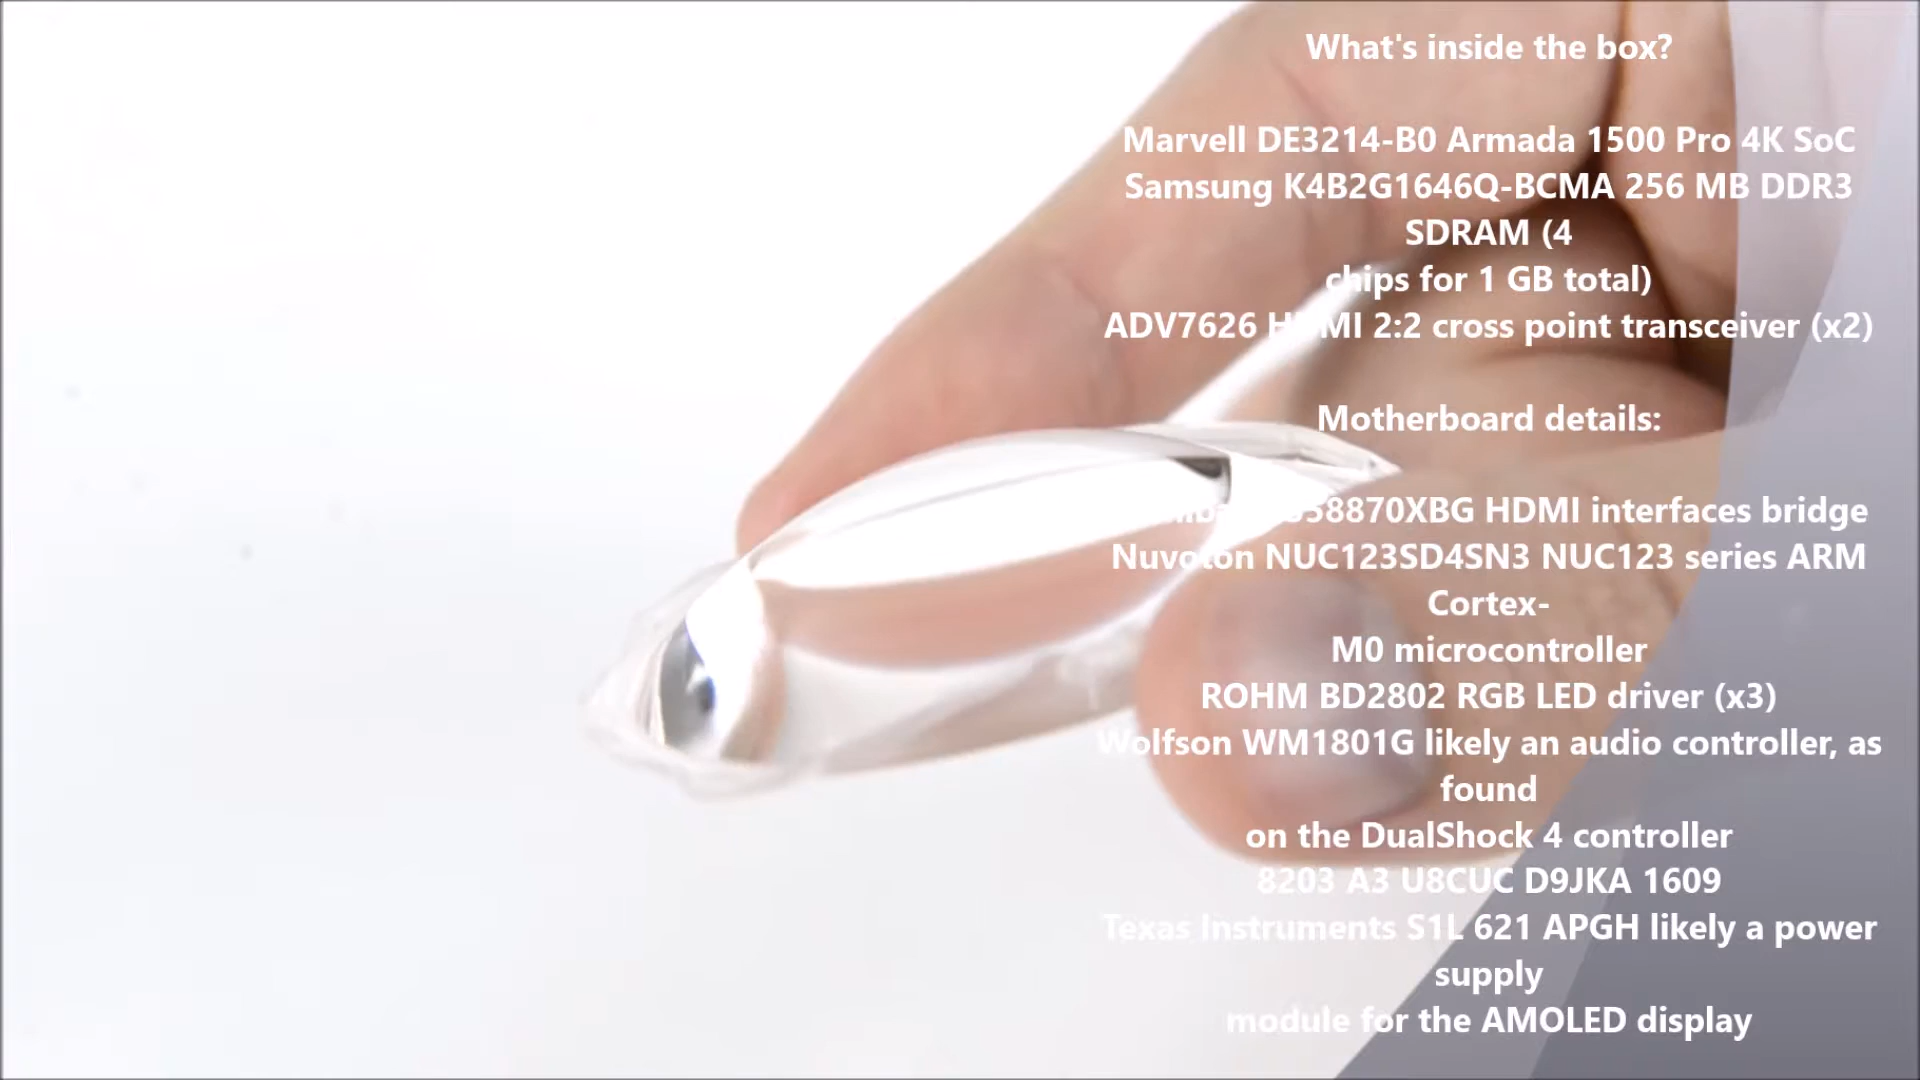 What's inside the box?
Marvell DE3214-B0 Armada 1500 Pro 4K SoC
Samsung K4B2G1646Q-BCMA 256 MB DDR3
SDRAM (4
chips for 1 GB total)
ADV7626 HDMI 2:2 cross point transceiver (x2)
Motherboard details:
HDMI interfaces bridge
Nuvoton NUC123SD4SN3 NUC123 series ARM
Cortex-
M0 microcontroller
ROHM BD2802 RGB LED driver (x3)
Wolfson WM1801G likely an audio controller, as
found
on the DualShock 4 controller
8203 A3 U8CUC D9JKA 1609
Texas Instruments S1L 621 APGH likely a power
supply
module for the AMOLED display